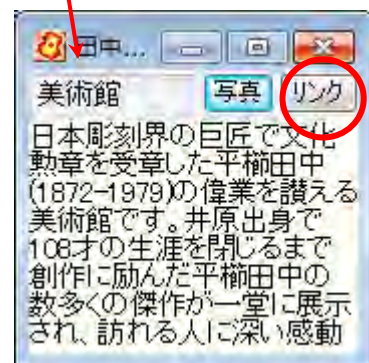 田中...
美術館 写真 リンク
日本彫刻界の巨匠で文化
勲章を受章した平櫛田中
(1872-1979)の偉業を讃える
美術館です。井原出身で
108才の生涯を閉じるまで
創作に励んだ平櫛田中の
数多くの傑作が一堂に展示
され、訪れる人に深い感動